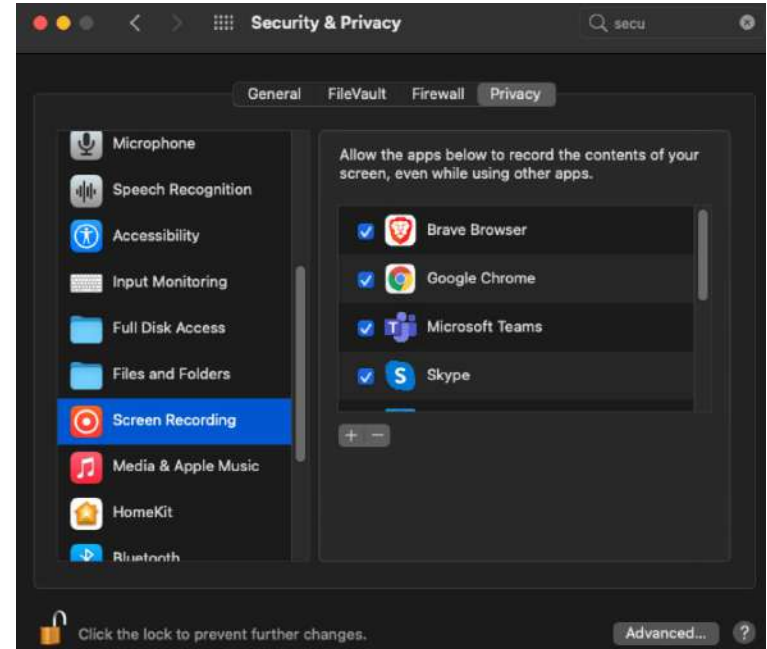 Security & Privacy
secu
General
FileVault
Firewall
Privacy
Microphone
Speech Recognition
Accessibility
Input Monitoring
Full Disk Access
Files and Folders
Screen Recording
Media & Apple Music
HomeKit
Bluetooth
Allow the apps below to record the contents of your
screen, even while using other apps.
Brave Browser
Google Chrome
Microsoft Teams
Skype
Click the lock to prevent further changes.
Advanced...
?